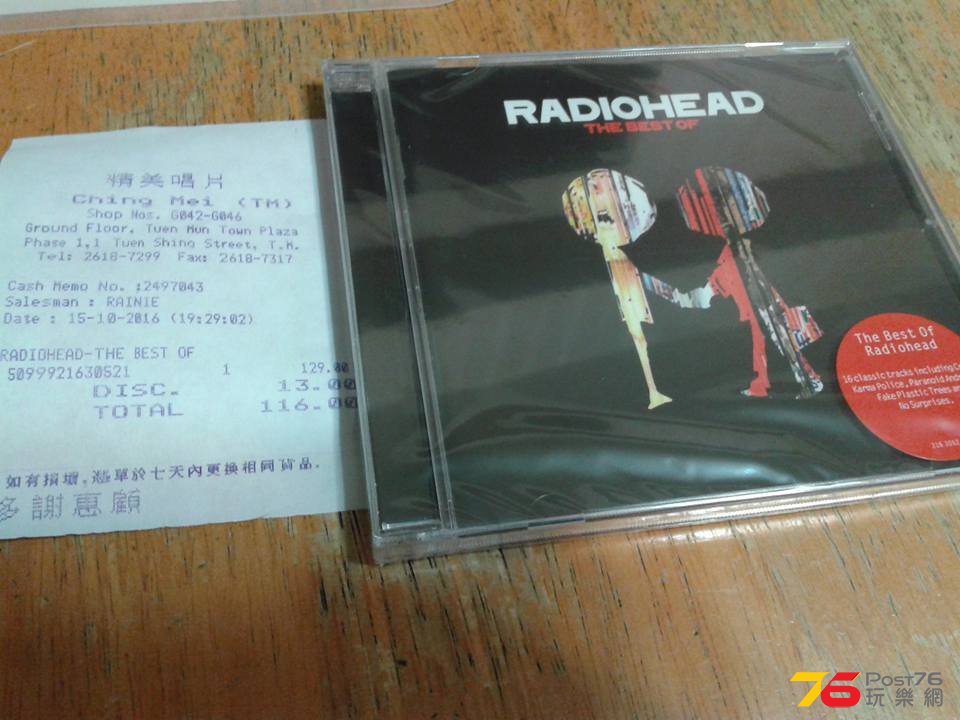 精美唱片
Ching Mei (TM)
Shop Nos. G042-G046
Ground Floor, Tuen Mun Town Plaza
Phase 1,1 Tuen Shing Street, T.M.
Tel: 2618-7299 Fax: 2618-7317
Cash Memo No. :2497043
Salesman : RAINIE
Date : 15-10-2016 (19:29:02)
RADIOHEAD-THE BEST OF
5099921630521 1 129.00
DISC. 13.00
TOTAL 116.00
如有損壞,憑單於七天內更換相同貨品.
多謝惠顧
RADIOHEAD
THE BEST OF
The Best Of
Radiohead
16 classic tracks including
Karma Police, Paranoid
Fake Plastic Trees
No Surprises.
76 Post76
玩樂網